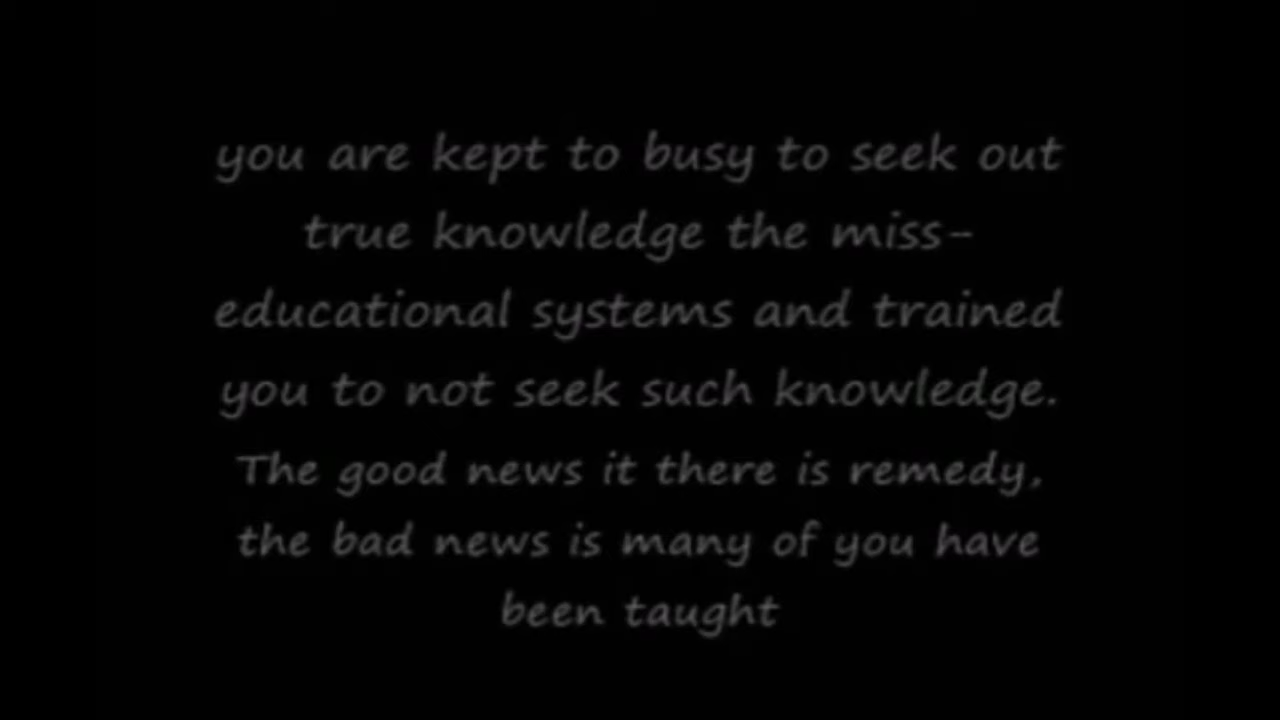 you are kept to busy to seek out
true knowledge the miss-
educational systems and trained
you to not seek such knowledge.
The good news it there is remedy,
the bad news is many of you have
been taught